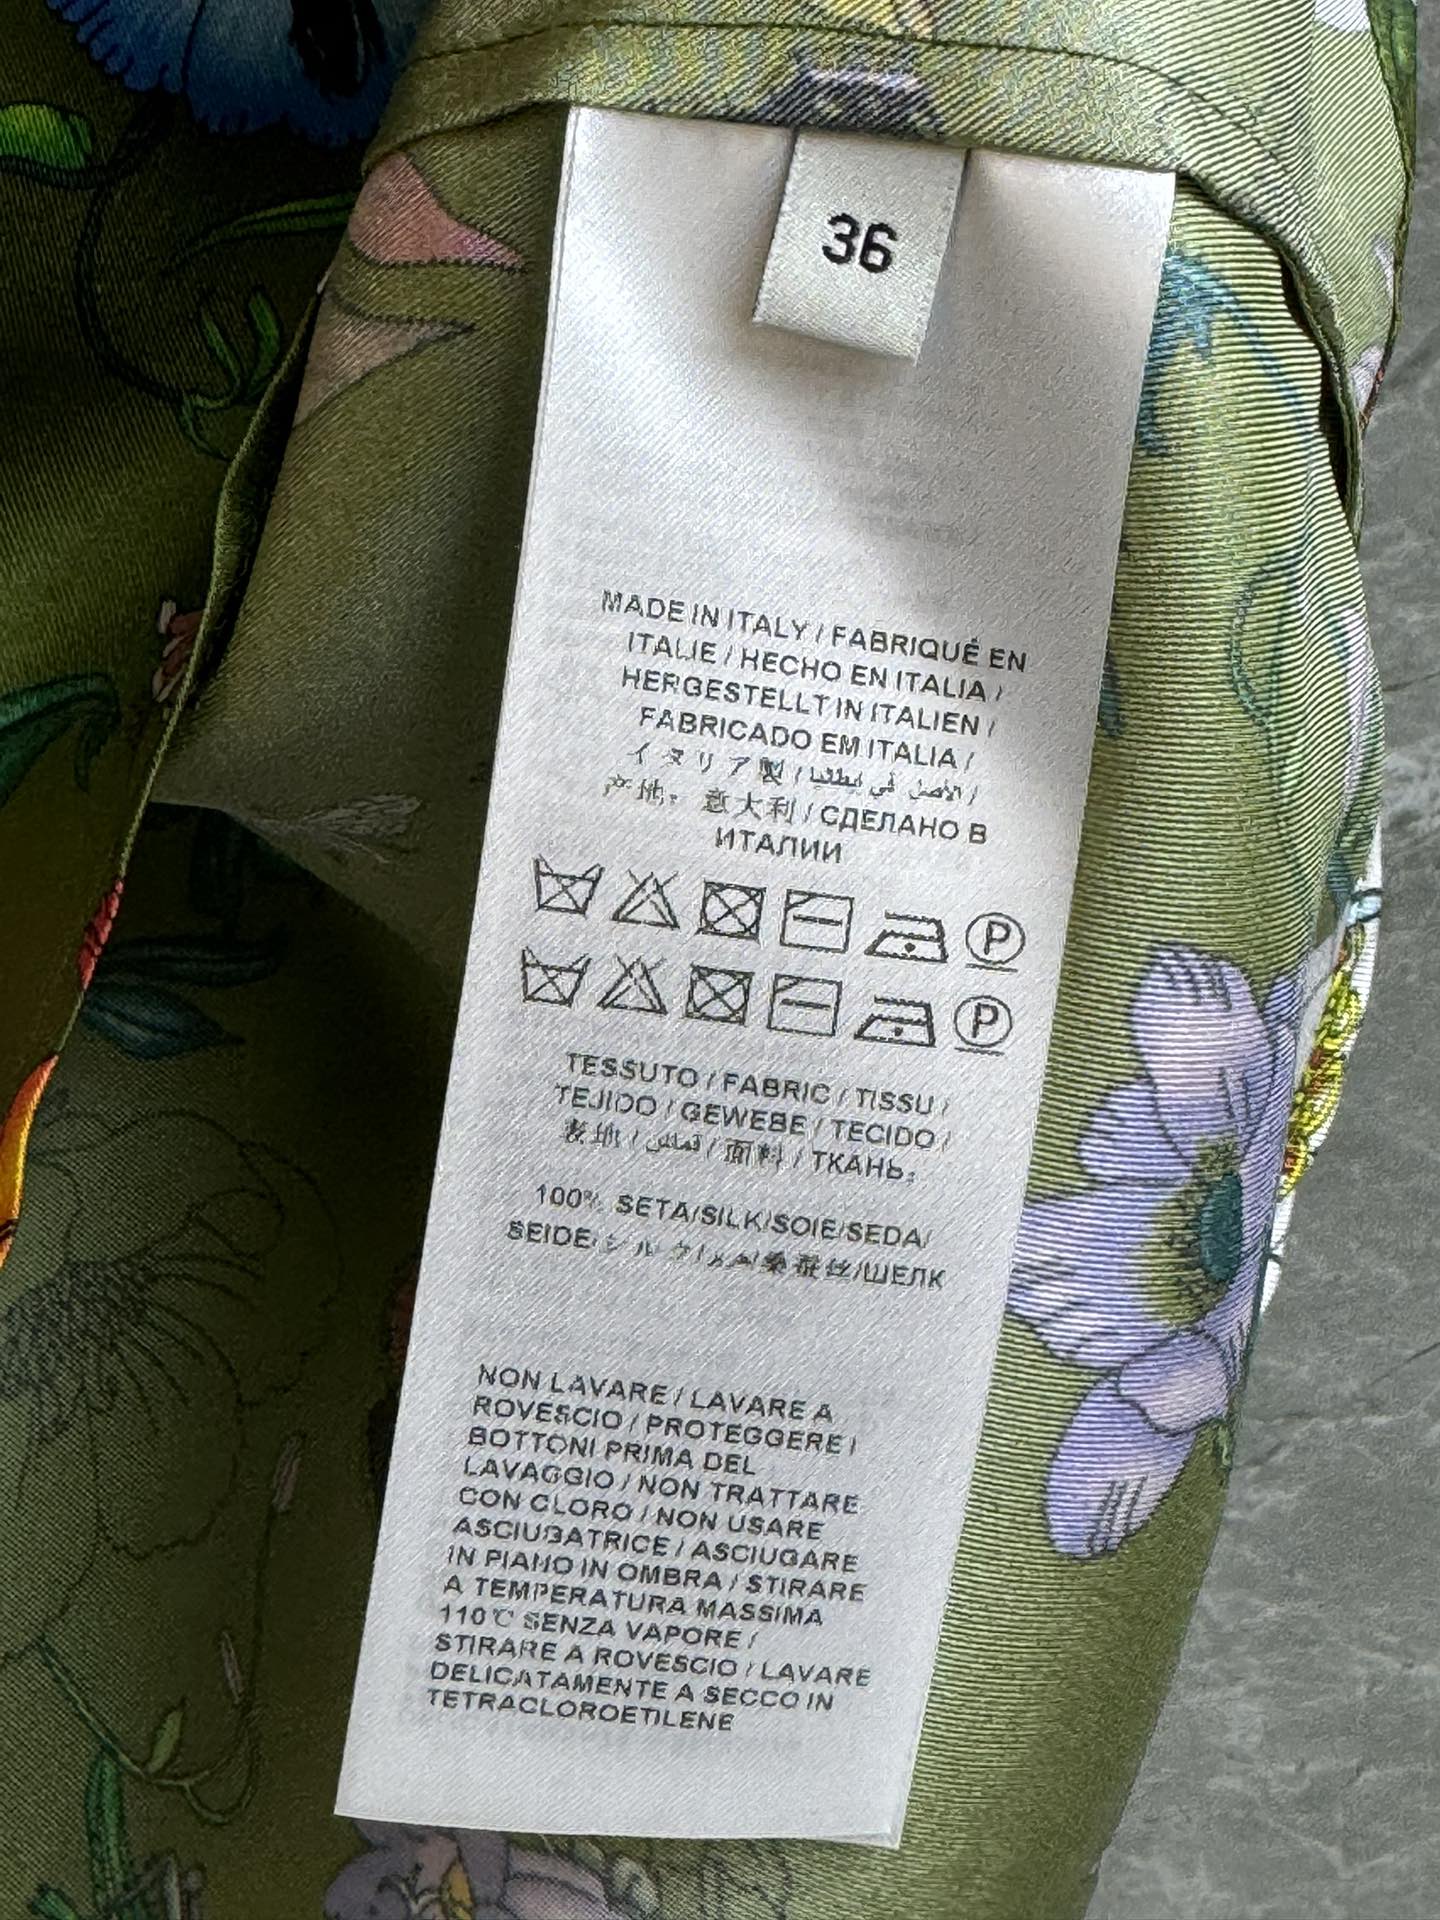 36
MADE IN ITALY / FABRIQUÉ EN
ITALIE / HECHO EN ITALIA /
HERGESTELLT IN ITALIEN /
FABRICADO EM ITALIA /
イタリア製 / الأصل في إيطاليا /
产地：意大利 / СДЕЛАНО В
ИТАЛИИ
P
P
TESSUTO / FABRIC / TISSU /
TEJIDO / GEWEBE / TECIDO /
表地 / قماش / 面料 / ТКАНЬ:
100% SETA/SILK/SOIE/SEDA/
SEIDE/シルク/桑蚕丝/ШЕЛК
NON LAVARE / LAVARE A
ROVESCIO / PROTEGGERE I
BOTTONI PRIMA DEL
LAVAGGIO / NON TRATTARE
CON CLORO / NON USARE
ASCIUGATRICE / ASCIUGARE
IN PIANO IN OMBRA / STIRARE
A TEMPERATURA MASSIMA
110℃ SENZA VAPORE /
STIRARE A ROVESCIO / LAVARE
DELICATAMENTE A SECCO IN
TETRACLOROETILENE